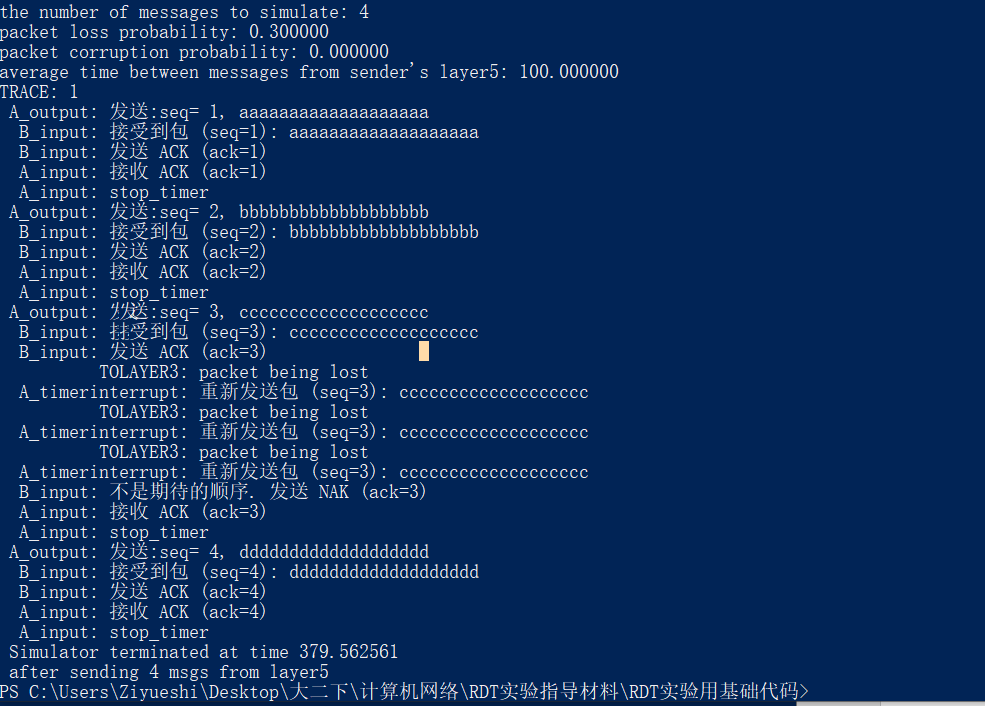 the number of messages to simulate: 4
packet loss probability: 0.300000
packet corruption probability: 0.000000
average time between messages from sender's layer5: 100.000000
TRACE: 1
A_output: 发送:seq= 1, aaaaaaaaaaaaaaaaaaa
B_input: 接受到包 (seq=1): aaaaaaaaaaaaaaaaaaa
B_input: 发送 ACK (ack=1)
A_input: 接收 ACK (ack=1)
A_input: stop_timer
A_output: 发送:seq= 2, bbbbbbbbbbbbbbbbbbb
B_input: 接受到包 (seq=2): bbbbbbbbbbbbbbbbbbb
B_input: 发送 ACK (ack=2)
A_input: 接收 ACK (ack=2)
A_input: stop_timer
A_output: 发送:seq= 3, ccccccccccccccccccc
B_input: 接受到包 (seq=3): ccccccccccccccccccc
B_input: 发送 ACK (ack=3)
TOLAYER3: packet being lost
A_timerinterrupt: 重新发送包 (seq=3): ccccccccccccccccccc
TOLAYER3: packet being lost
A_timerinterrupt: 重新发送包 (seq=3): ccccccccccccccccccc
TOLAYER3: packet being lost
A_timerinterrupt: 重新发送包 (seq=3): ccccccccccccccccccc
B_input: 不是期待的顺序. 发送 NAK (ack=3)
A_input: 接收 ACK (ack=3)
A_input: stop_timer
A_output: 发送:seq= 4, ddddddddddddddddddd
B_input: 接受到包 (seq=4): ddddddddddddddddddd
B_input: 发送 ACK (ack=4)
A_input: 接收 ACK (ack=4)
A_input: stop_timer
Simulator terminated at time 379.562561
after sending 4 msgs from layer5
PS C:\Users\Ziyueshi\Desktop\大二下\计算机网络\RDT实验指导材料\RDT实验用基础代码>